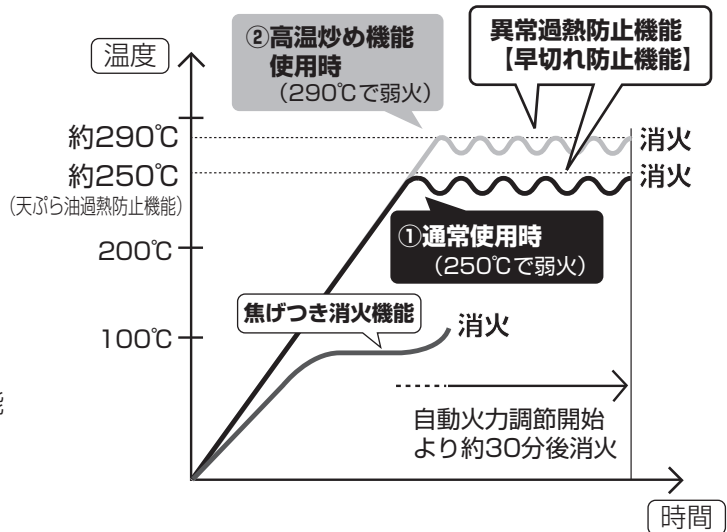 温度
②高温炒め機能
使用時
(290℃で弱火)
異常過熱防止機能
【早切れ防止機能】
約290℃
消火
約250℃
消火
(天ぷら油過熱防止機能)
①通常使用時
(250℃で弱火)
200℃
焦げつき消火機能
消火
100℃
能
自動火力調節開始
より約30分後消火
時間